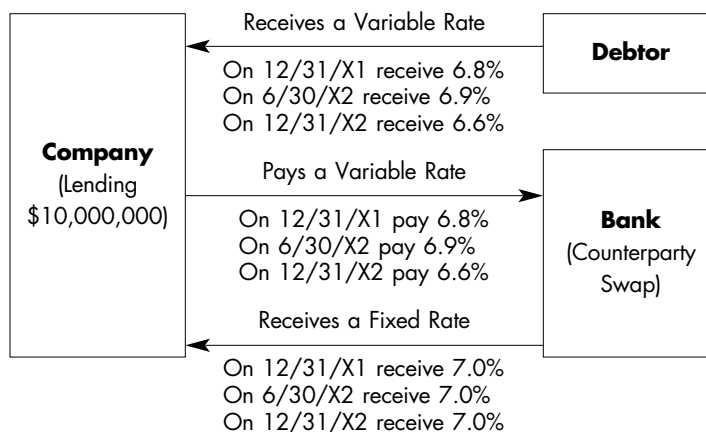 Receives a Variable Rate
On 12/31/X1 receive 6.8%
On 6/30/X2 receive 6.9%
On 12/31/X2 receive 6.6%
Debtor
Company
(Lending
$10,000,000)
Pays a Variable Rate
On 12/31/X1 pay 6.8%
On 6/30/X2 pay 6.9%
On 12/31/X2 pay 6.6%
Bank
(Counterparty
Swap)
Receives a Fixed Rate
On 12/31/X1 receive 7.0%
On 6/30/X2 receive 7.0%
On 12/31/X2 receive 7.0%